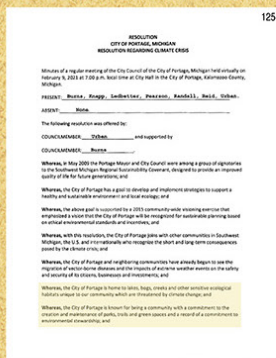 125
RESOLUTION
CITY OF PORTAGE, MICHIGAN
RESOLUTION REGARDING CLIMATE CRISIS
Minutes of a regular meeting of the City Council of the City of Portage, Michigan held virtually on
February 9, 2021 at 7:00 p.m. local time at City Hall in the City of Portage, Kalamazoo County,
Michigan.
PRESENT: Burns, Knapp, Ledbetter, Pearson, Randall, Reid, Urban.
ABSENT: None
The following resolution was offered by:
COUNCILMEMBER: Urban and supported by
COUNCILMEMBER: Burns
Whereas, in May 2009 the Portage Mayor and City Council were among a group of signatories
to the Southwest Michigan Regional Sustainability Covenant, designed to provide an improved
quality of life for future generations; and
Whereas, the City of Portage has a goal to develop and implement strategies to support a
healthy and sustainable environment and local ecology; and
Whereas, the above goal is supported by a 2015 community-wide visioning exercise that
emphasized a vision that the City of Portage will be recognized for sustainable planning based
on ethical environmental standards and incentives; and
Whereas, with this resolution, the City of Portage joins with other communities in Southwest
Michigan, the U.S. and internationally who recognize the short and long-term consequences
posed by the climate crisis; and
Whereas, the City of Portage and neighboring communities have already begun to see the
migration of vector-borne diseases and the impacts of extreme weather events on the safety
and security of its citizens, businesses and investments; and
Whereas, the City of Portage is home to lakes, bogs, creeks and other sensitive ecological
habitats unique to our community which are threatened by climate change; and
Whereas, the City of Portage is known for being a community with a commitment to the
creation and maintenance of parks, trails and green spaces and a record of a commitment to
environmental stewardship; and